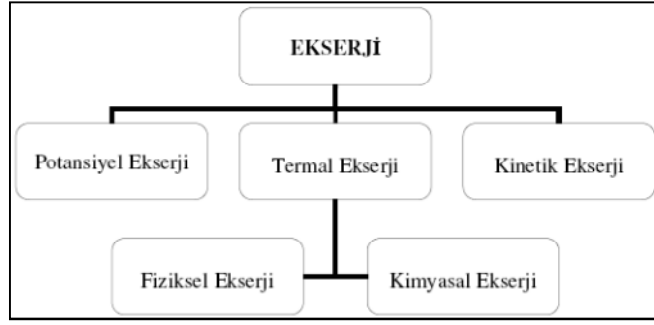 EKSERJİ
Potansiyel Ekserji
Termal Ekserji
Kinetik Ekserji
Fiziksel Ekserji
Kimyasal Ekserji